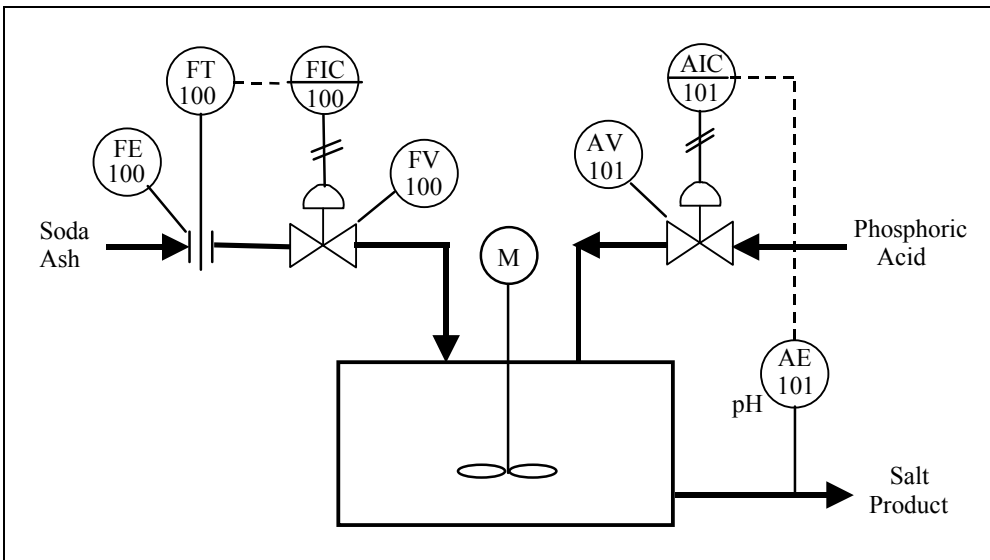 FT
100
FIC
100
AIC
101
FE
100
FV
100
AV
101
Soda
Ash
M
Phosphoric
Acid
AE
101
pH
Salt
Product